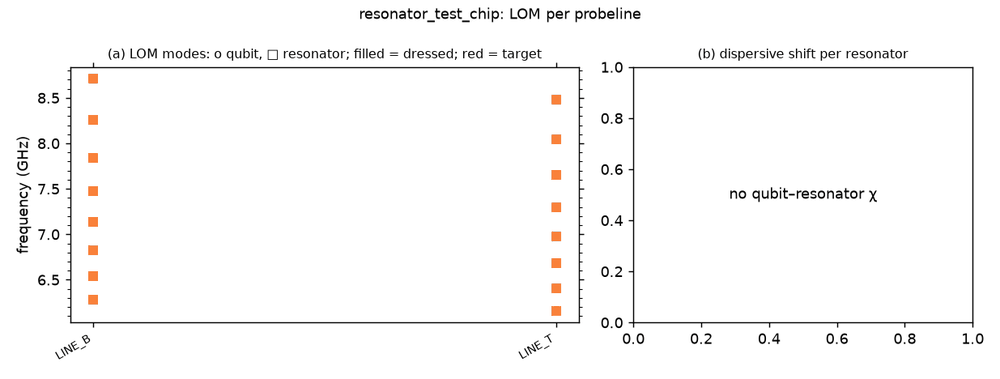 resonator_test_chip: LOM per probeline
(a) LOM modes: o qubit, □ resonator; filled = dressed; red = target
frequency (GHz)
8.5
8.0
7.5
7.0
6.5
LINE_B
LINE_T
(b) dispersive shift per resonator
1.0
0.8
0.6
0.4
0.2
0.0
no qubit–resonator χ
0.0 0.2 0.4 0.6 0.8 1.0